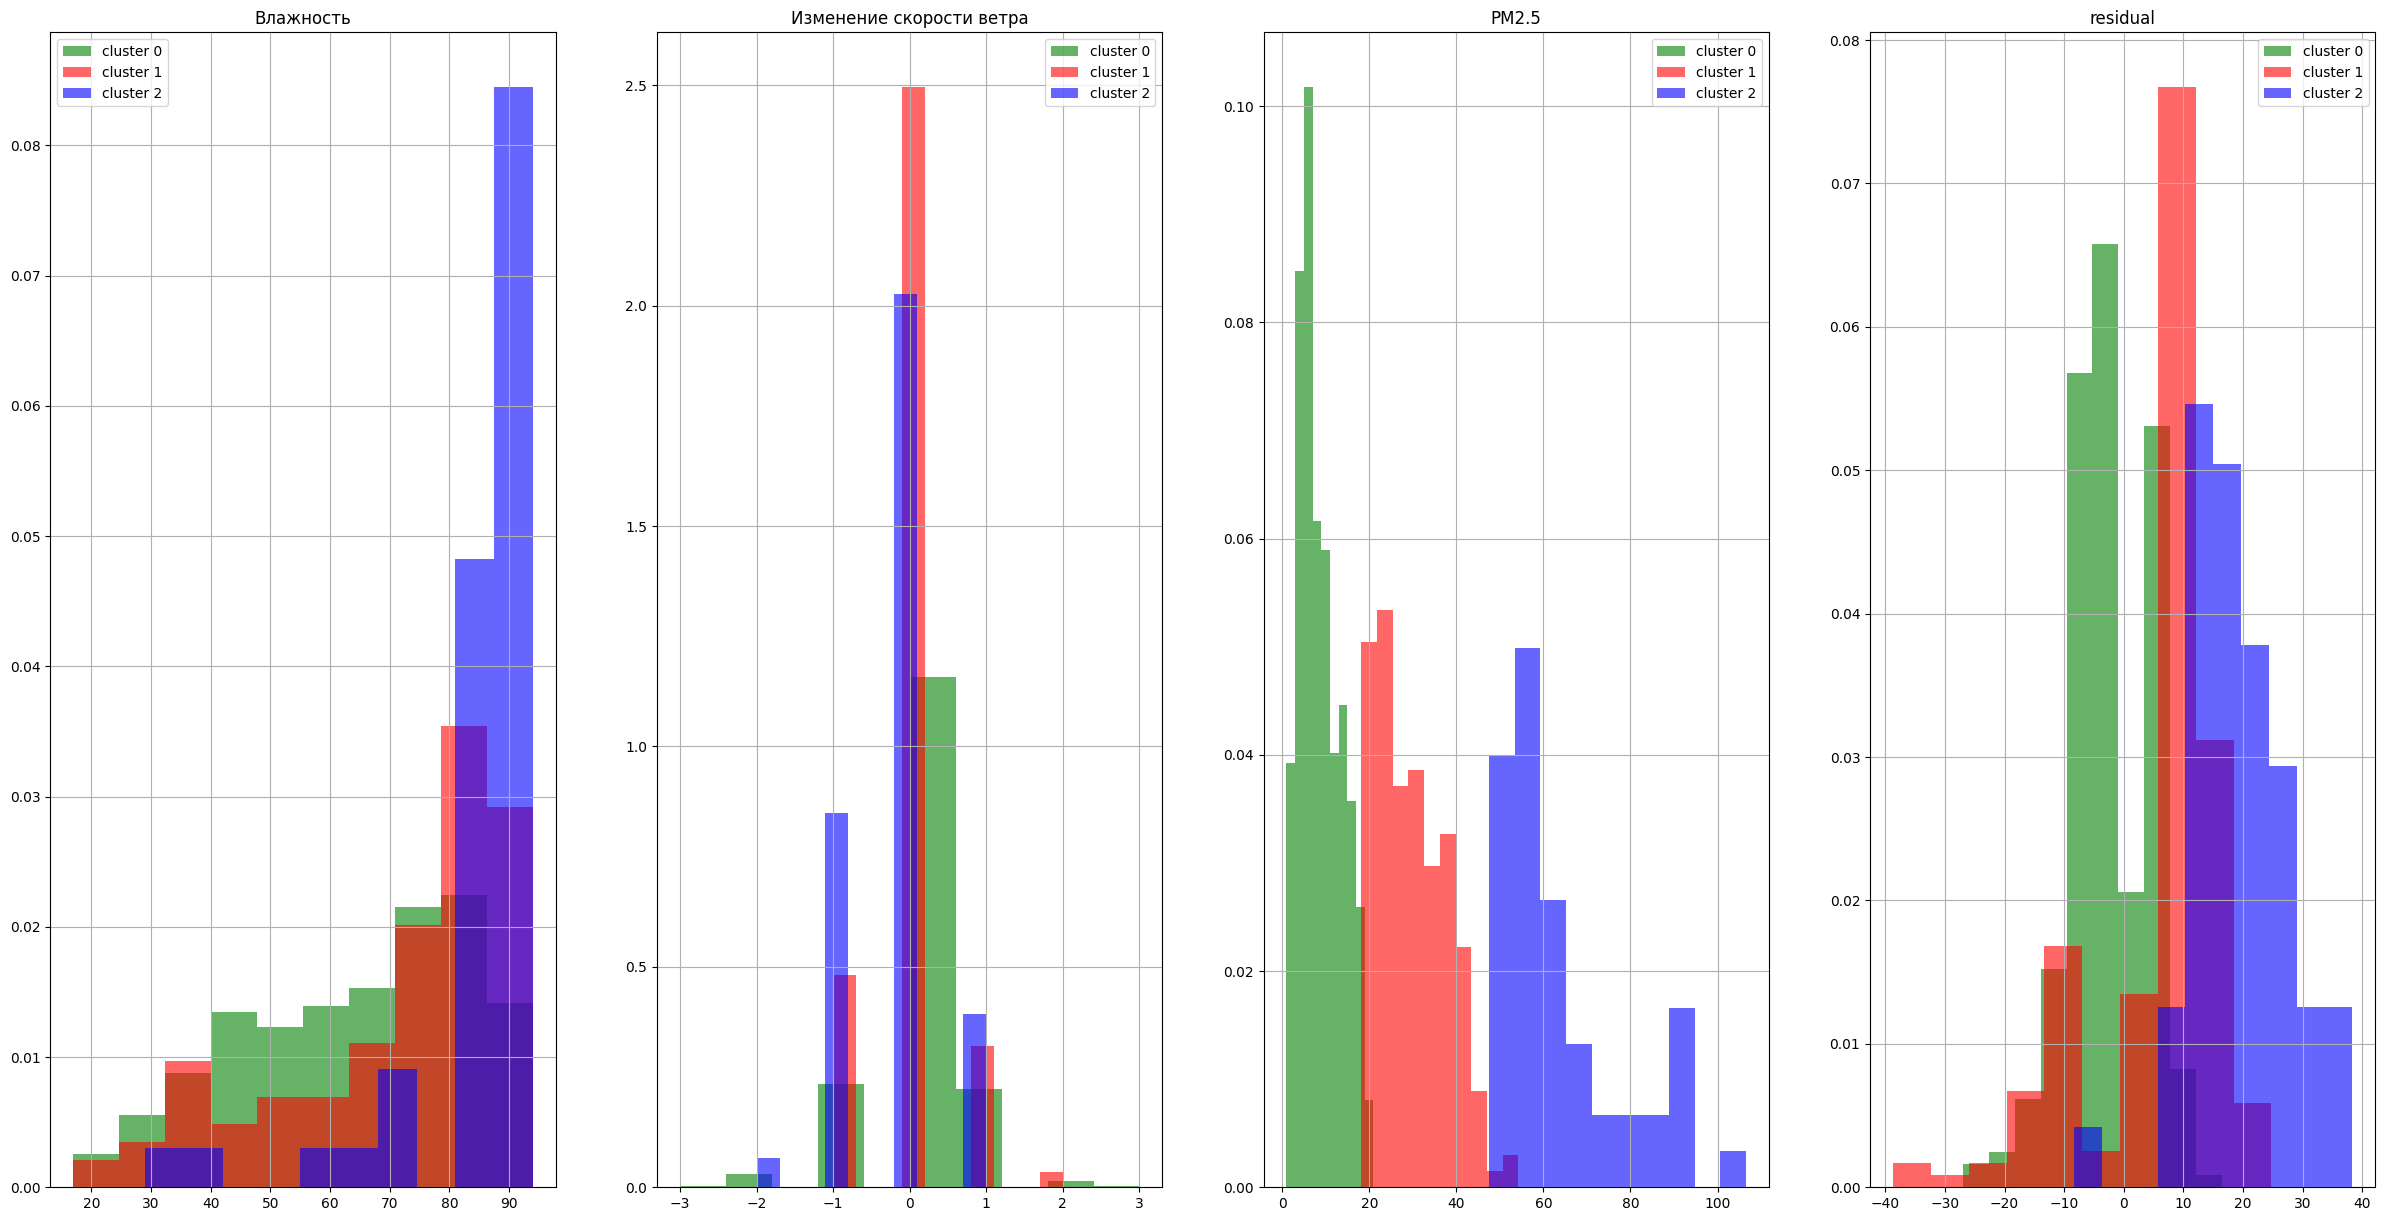 Влажность
cluster 0
cluster 1
cluster 2
0.08
0.07
0.06
0.05
0.04
0.03
0.02
0.01
0.00
20 30 40 50 60 70 80 90
Изменение скорости ветра
cluster 0
cluster 1
cluster 2
2.5
2.0
1.5
1.0
0.5
0.0
−3 −2 −1 0 1 2 3
PM2.5
cluster 0
cluster 1
cluster 2
0.10
0.08
0.06
0.04
0.02
0.00
0 20 40 60 80 100
residual
cluster 0
cluster 1
cluster 2
0.08
0.07
0.06
0.05
0.04
0.03
0.02
0.01
0.00
−40 −30 −20 −10 0 10 20 30 40